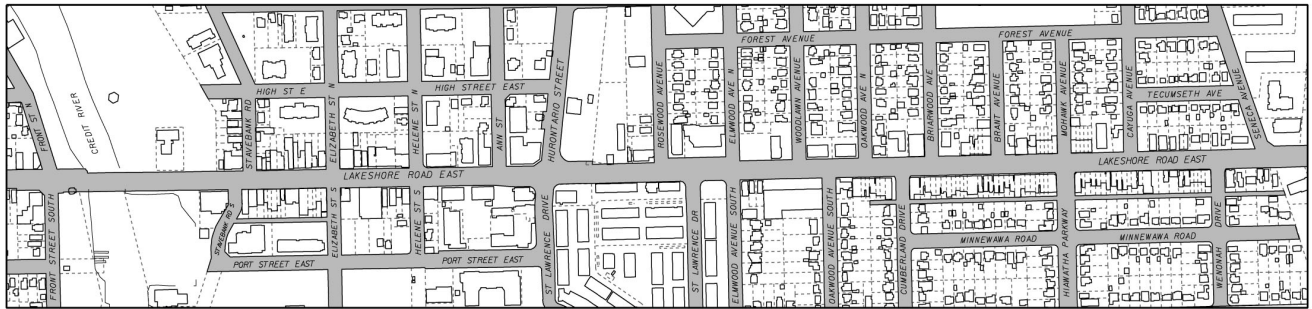 FOREST AVENUE
FOREST AVENUE
FRONT ST N
CREDIT RIVER
STAVEBANK RD
HIGH ST E
ELIZABETH ST N
HELENE ST N
HIGH STREET EAST
ANN ST
HURONTARIO STREET
ROSEWOOD AVENUE
ELMWOOD AVE N
WOODLAWN AVENUE
OAKWOOD AVE N
BRIARWOOD AVE
BRANT AVENUE
MOHAWK AVENUE
CAYUGA AVENUE
TECUMSETH AVE
SENECA AVENUE
LAKESHORE ROAD EAST
LAKESHORE ROAD EAST
FRONT STREET SOUTH
STAVEBANK RD S
ELIZABETH ST S
HELENE ST S
PORT STREET EAST
PORT STREET EAST
ST LAWRENCE DRIVE
ST LAWRENCE DR
ELMWOOD AVENUE SOUTH
OAKWOOD AVENUE SOUTH
CUMBERLAND DRIVE
MINNEWAWA ROAD
HIAWATHA PARKWAY
MINNEWAWA ROAD
WENONAH DRIVE